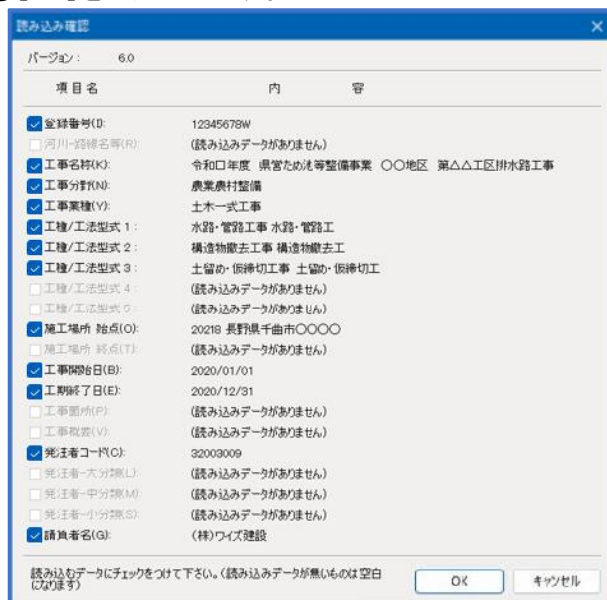 読み込み確認
バージョン： 6.0
項目名 内 容
登録番号(I): 12345678W
河川-路線名等(R): (読み込みデータがありません)
工事名称(K): 令和口年度 県営ため池等整備事業 〇〇地区 第△△工区排水路工事
工事分野(N): 農業農村整備
工事業種(Y): 土木一式工事
工種/工法型式 1： 水路・管路工事 水路・管路工
工種/工法型式 2： 構造物撤去工事 構造物撤去工
工種/工法型式 3： 土留め・仮締切工事 土留め・仮締切工
工種/工法型式 4： (読み込みデータがありません)
工種/工法型式 5： (読み込みデータがありません)
施工場所 始点(O): 20218 長野県千曲市〇〇〇〇
施工場所 終点(T): (読み込みデータがありません)
工事開始日(B): 2020/01/01
工期終了日(E): 2020/12/31
工事箇所(P): (読み込みデータがありません)
工事概要(V): (読み込みデータがありません)
発注者コード(C): 32003009
発注者-大分類(L): (読み込みデータがありません)
発注者-中分類(M): (読み込みデータがありません)
発注者-小分類(S): (読み込みデータがありません)
請負者名(G): (株)ワイズ建設
読み込むデータにチェックをつけて下さい。(読み込みデータが無いものは空白
になります)
OK キャンセル